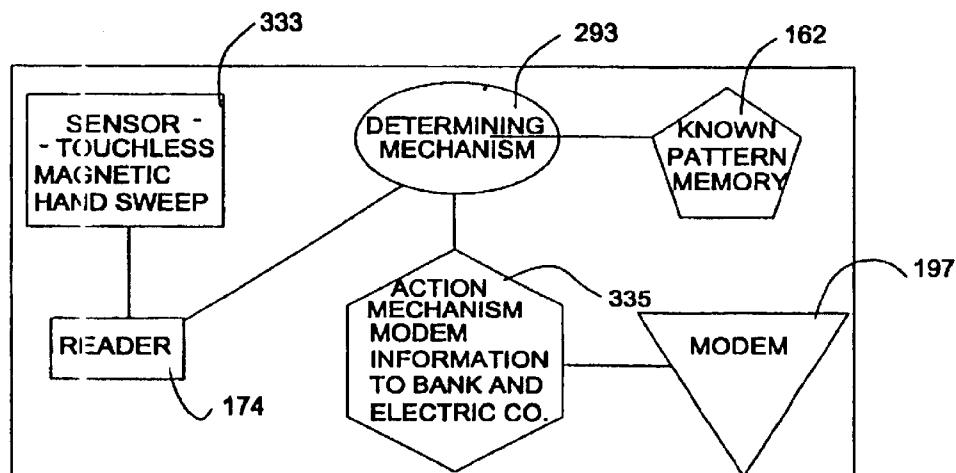 333
293
162
SENSOR -
- TOUCHLESS
MAGNETIC
HAND SWEEP
DETERMINING
MECHANISM
KNOWN
PATTERN
MEMORY
197
335
ACTION
MECHANISM
MODEM
INFORMATION
TO BANK AND
ELECTRIC CO.
READER
MODEM
174